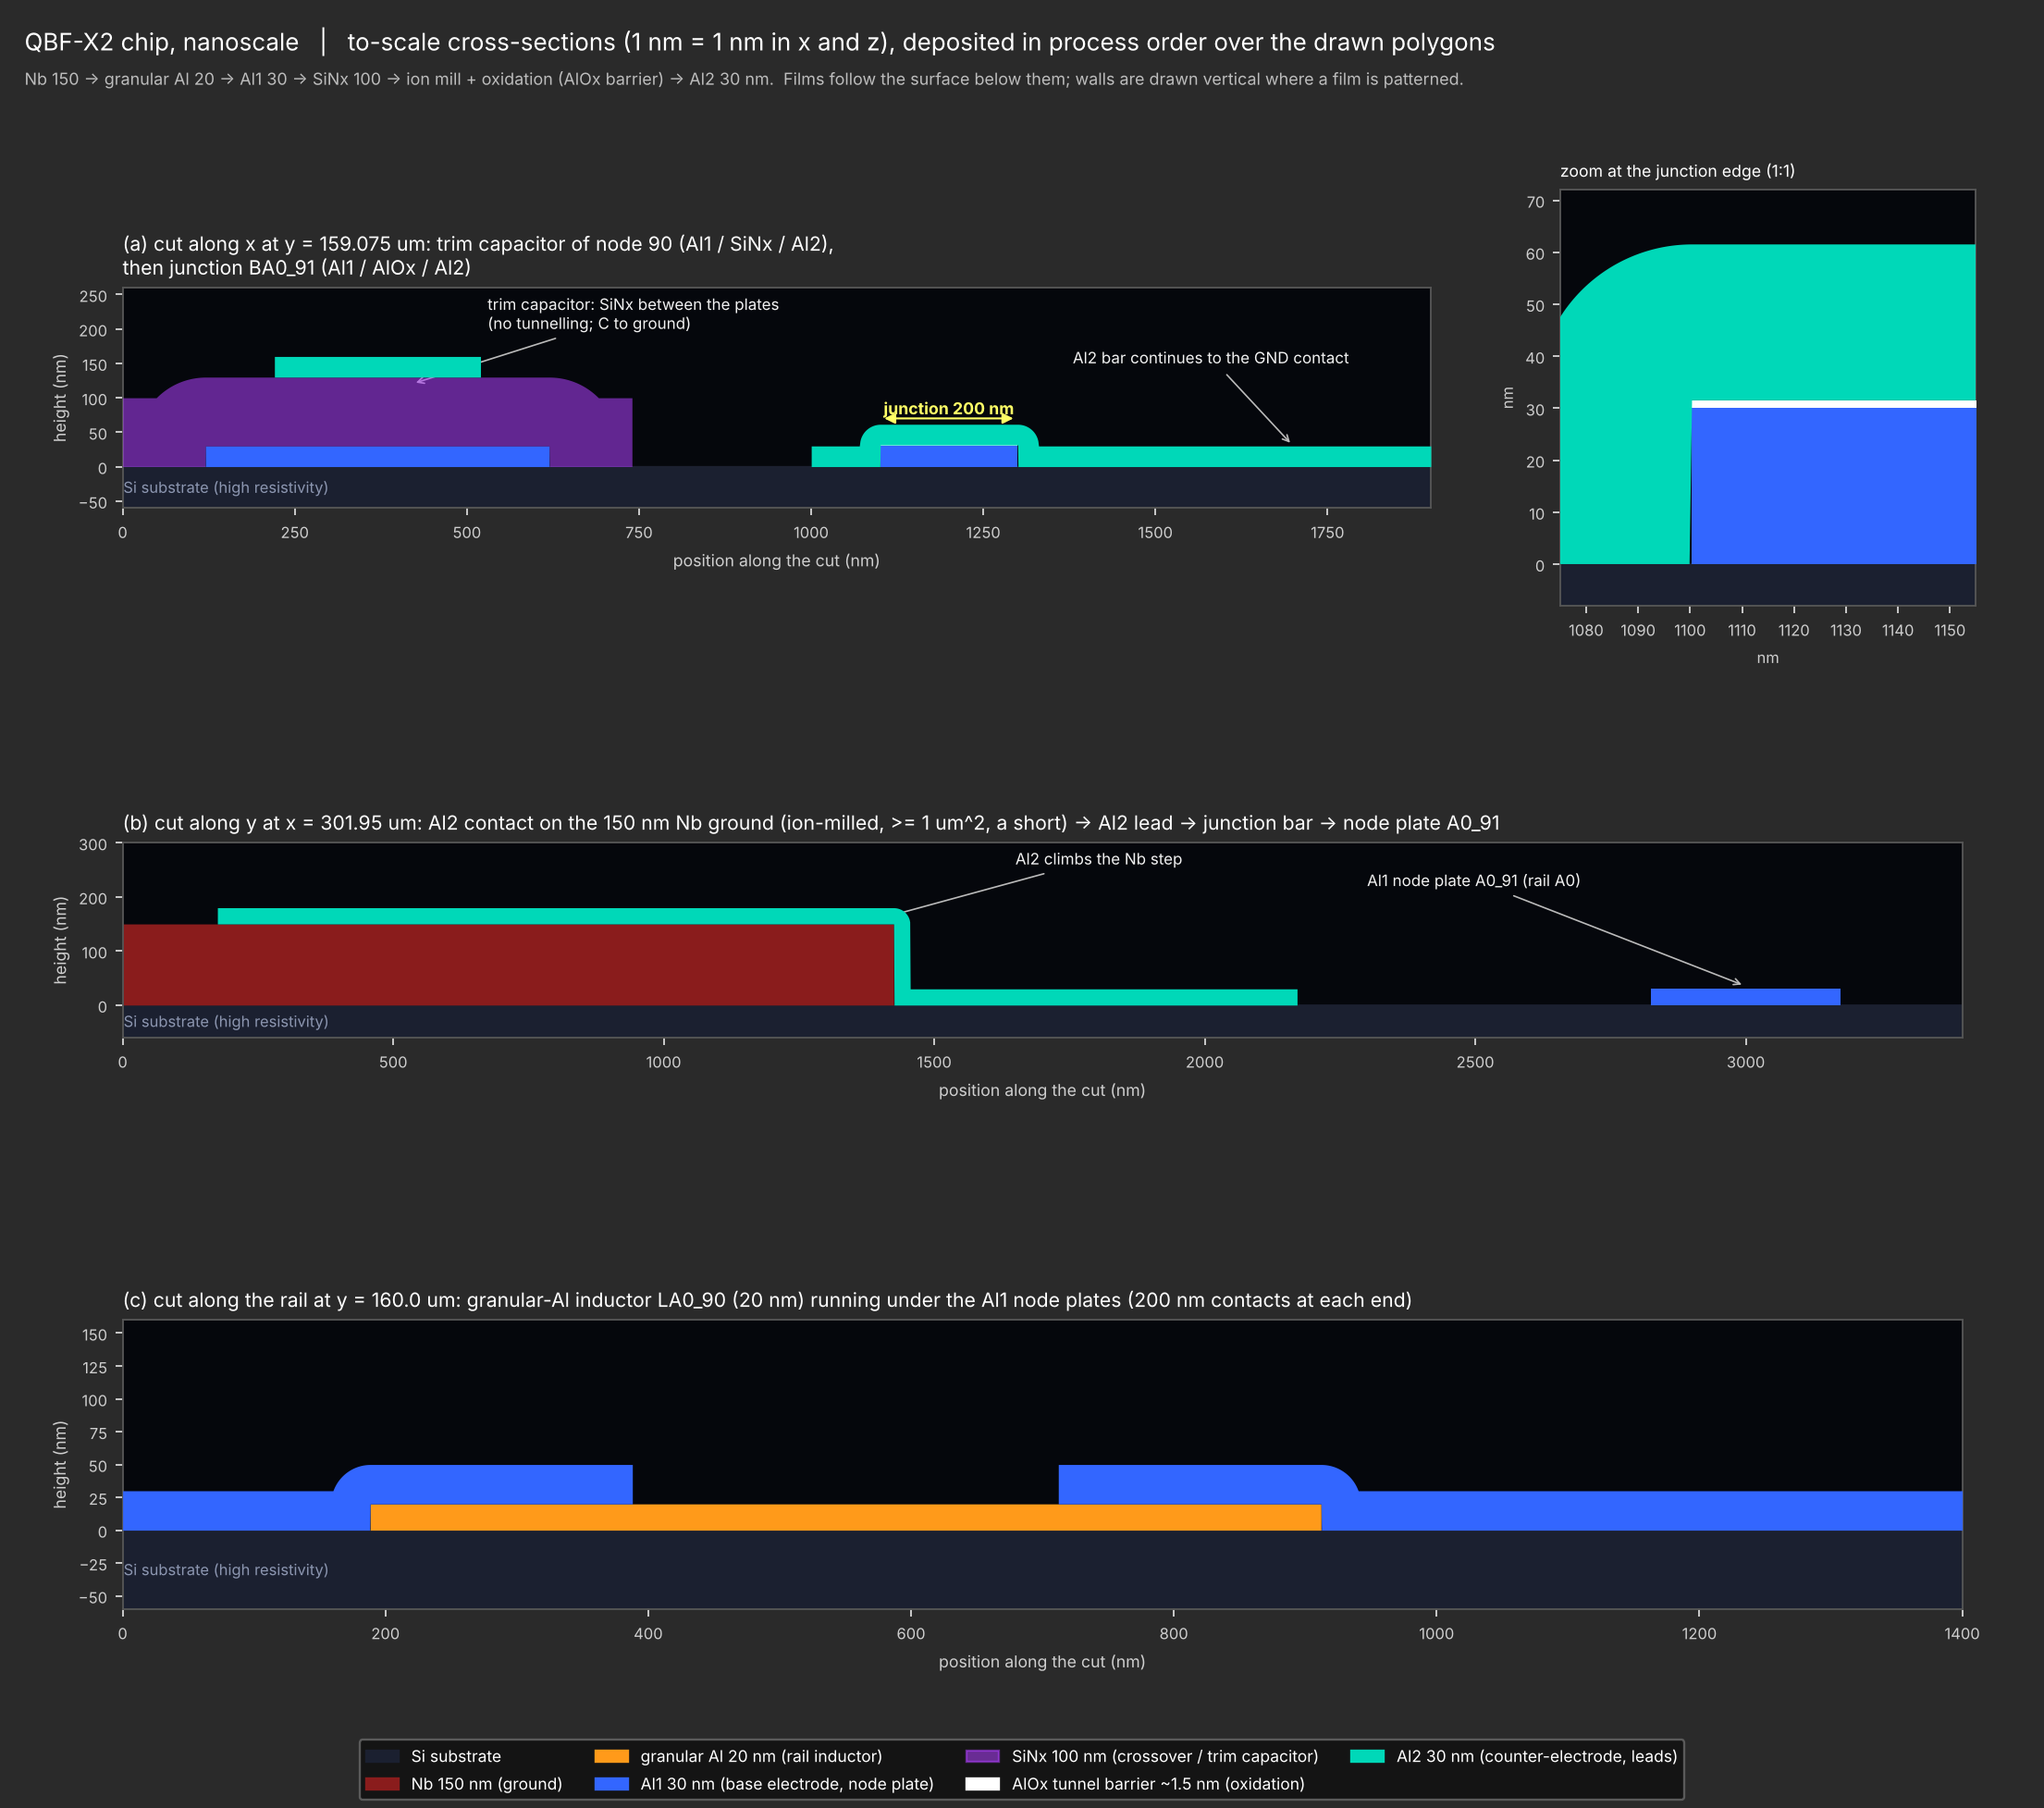 QBF-X2 chip, nanoscale | to-scale cross-sections (1 nm = 1 nm in x and z), deposited in process order over the drawn polygons
Nb 150 → granular Al 20 → Al1 30 → SiNx 100 → ion mill + oxidation (AlOx barrier) → Al2 30 nm. Films follow the surface below them; walls are drawn vertical where a film is patterned.
(a) cut along x at y = 159.075 um: trim capacitor of node 90 (Al1 / SiNx / Al2),
then junction BA0_91 (Al1 / AlOx / Al2)
250
200
150
100
50
0
−50
height (nm)
trim capacitor: SiNx between the plates
(no tunnelling; C to ground)
junction 200 nm
Al2 bar continues to the GND contact
Si substrate (high resistivity)
0 250 500 750 1000 1250 1500 1750
position along the cut (nm)
zoom at the junction edge (1:1)
70
60
50
40
30
20
10
0
nm
1080 1090 1100 1110 1120 1130 1140 1150
nm
(b) cut along y at x = 301.95 um: Al2 contact on the 150 nm Nb ground (ion-milled, >= 1 um^2, a short) → Al2 lead → junction bar → node plate A0_91
300
200
100
0
height (nm)
Al2 climbs the Nb step
Al1 node plate A0_91 (rail A0)
Si substrate (high resistivity)
0 500 1000 1500 2000 2500 3000
position along the cut (nm)
(c) cut along the rail at y = 160.0 um: granular-Al inductor LA0_90 (20 nm) running under the Al1 node plates (200 nm contacts at each end)
150
125
100
75
50
25
0
−25
−50
height (nm)
Si substrate (high resistivity)
0 200 400 600 800 1000 1200 1400
position along the cut (nm)
Si substrate
Nb 150 nm (ground)
granular Al 20 nm (rail inductor)
Al1 30 nm (base electrode, node plate)
SiNx 100 nm (crossover / trim capacitor)
AlOx tunnel barrier ~1.5 nm (oxidation)
Al2 30 nm (counter-electrode, leads)